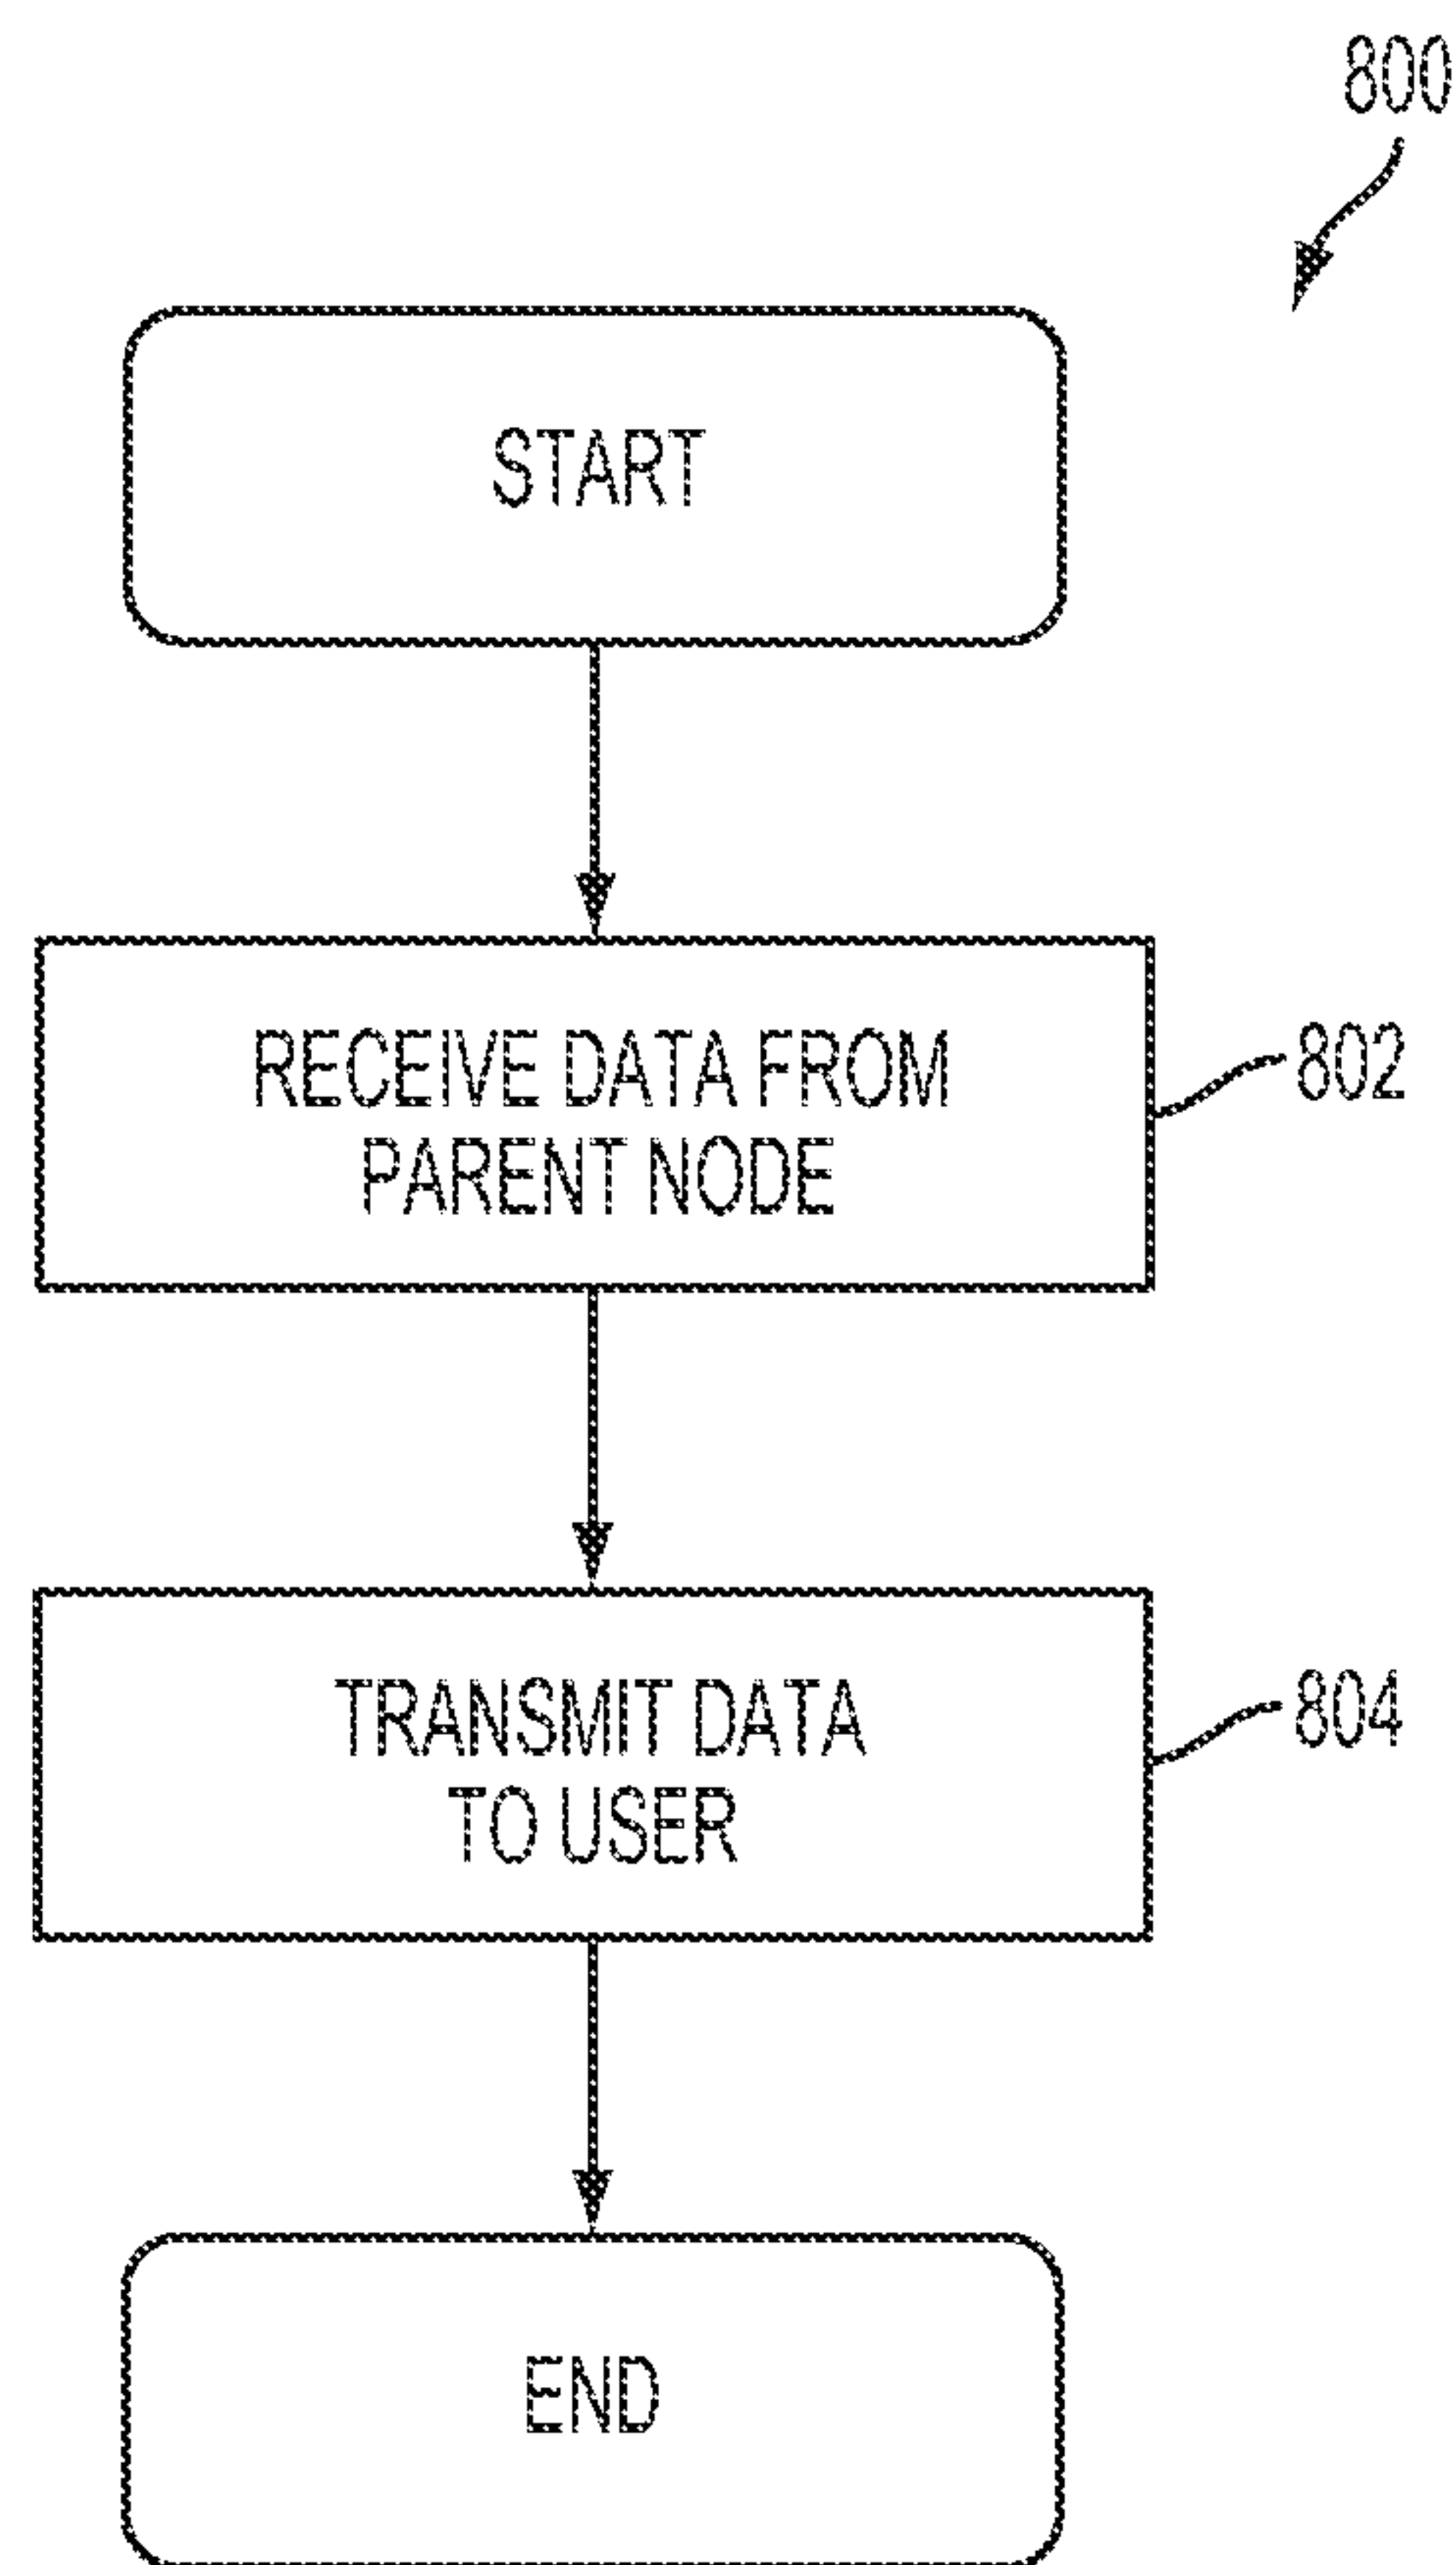 800
START
RECEIVE DATA FROM
PARENT NODE
802
TRANSMIT DATA
TO USER
804
END